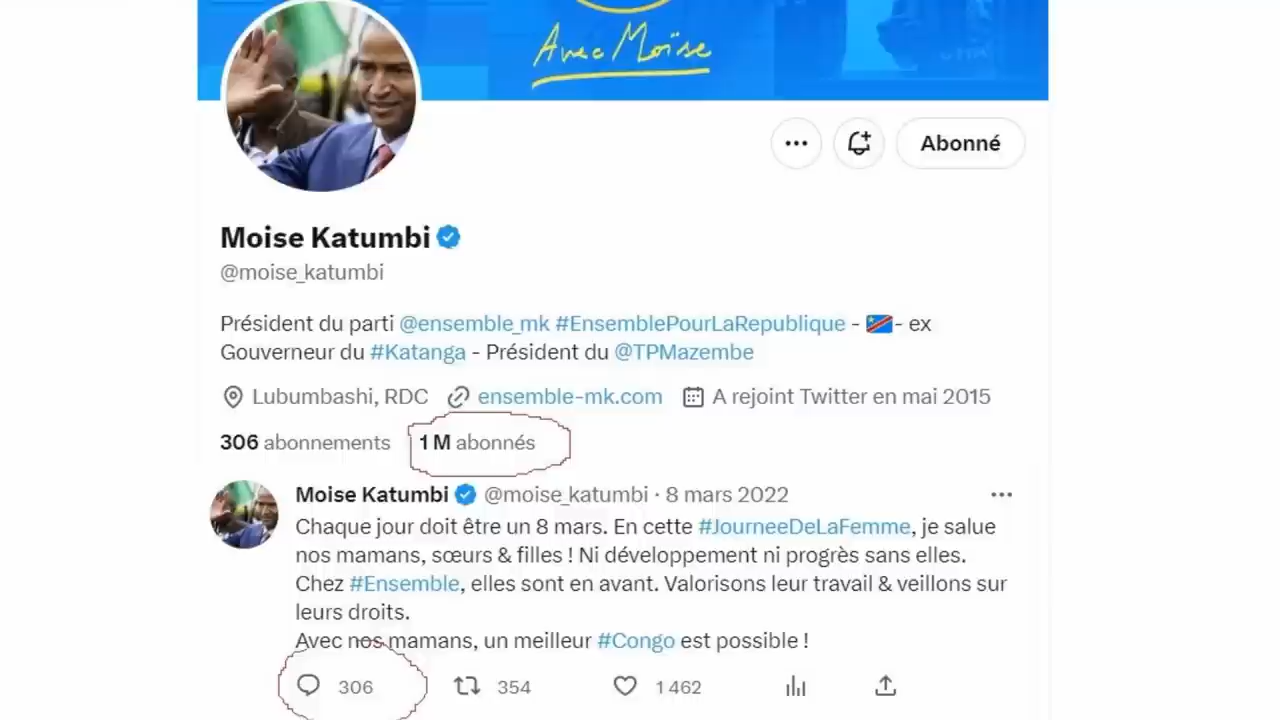 Avec Moïse
Abonné
Moise Katumbi
@moise_katumbi
Président du parti @ensemble_mk #EnsemblePourLaRepublique - - ex
Gouverneur du #Katanga - Président du @TPMazembe
Lubumbashi, RDC ensemble-mk.com A rejoint Twitter en mai 2015
306 abonnements 1 M abonnés
Moise Katumbi @moise_katumbi · 8 mars 2022
Chaque jour doit être un 8 mars. En cette #JourneeDeLaFemme, je salue
nos mamans, sœurs & filles ! Ni développement ni progrès sans elles.
Chez #Ensemble, elles sont en avant. Valorisons leur travail & veillons sur
leurs droits.
Avec nos mamans, un meilleur #Congo est possible !
306 354 1 462